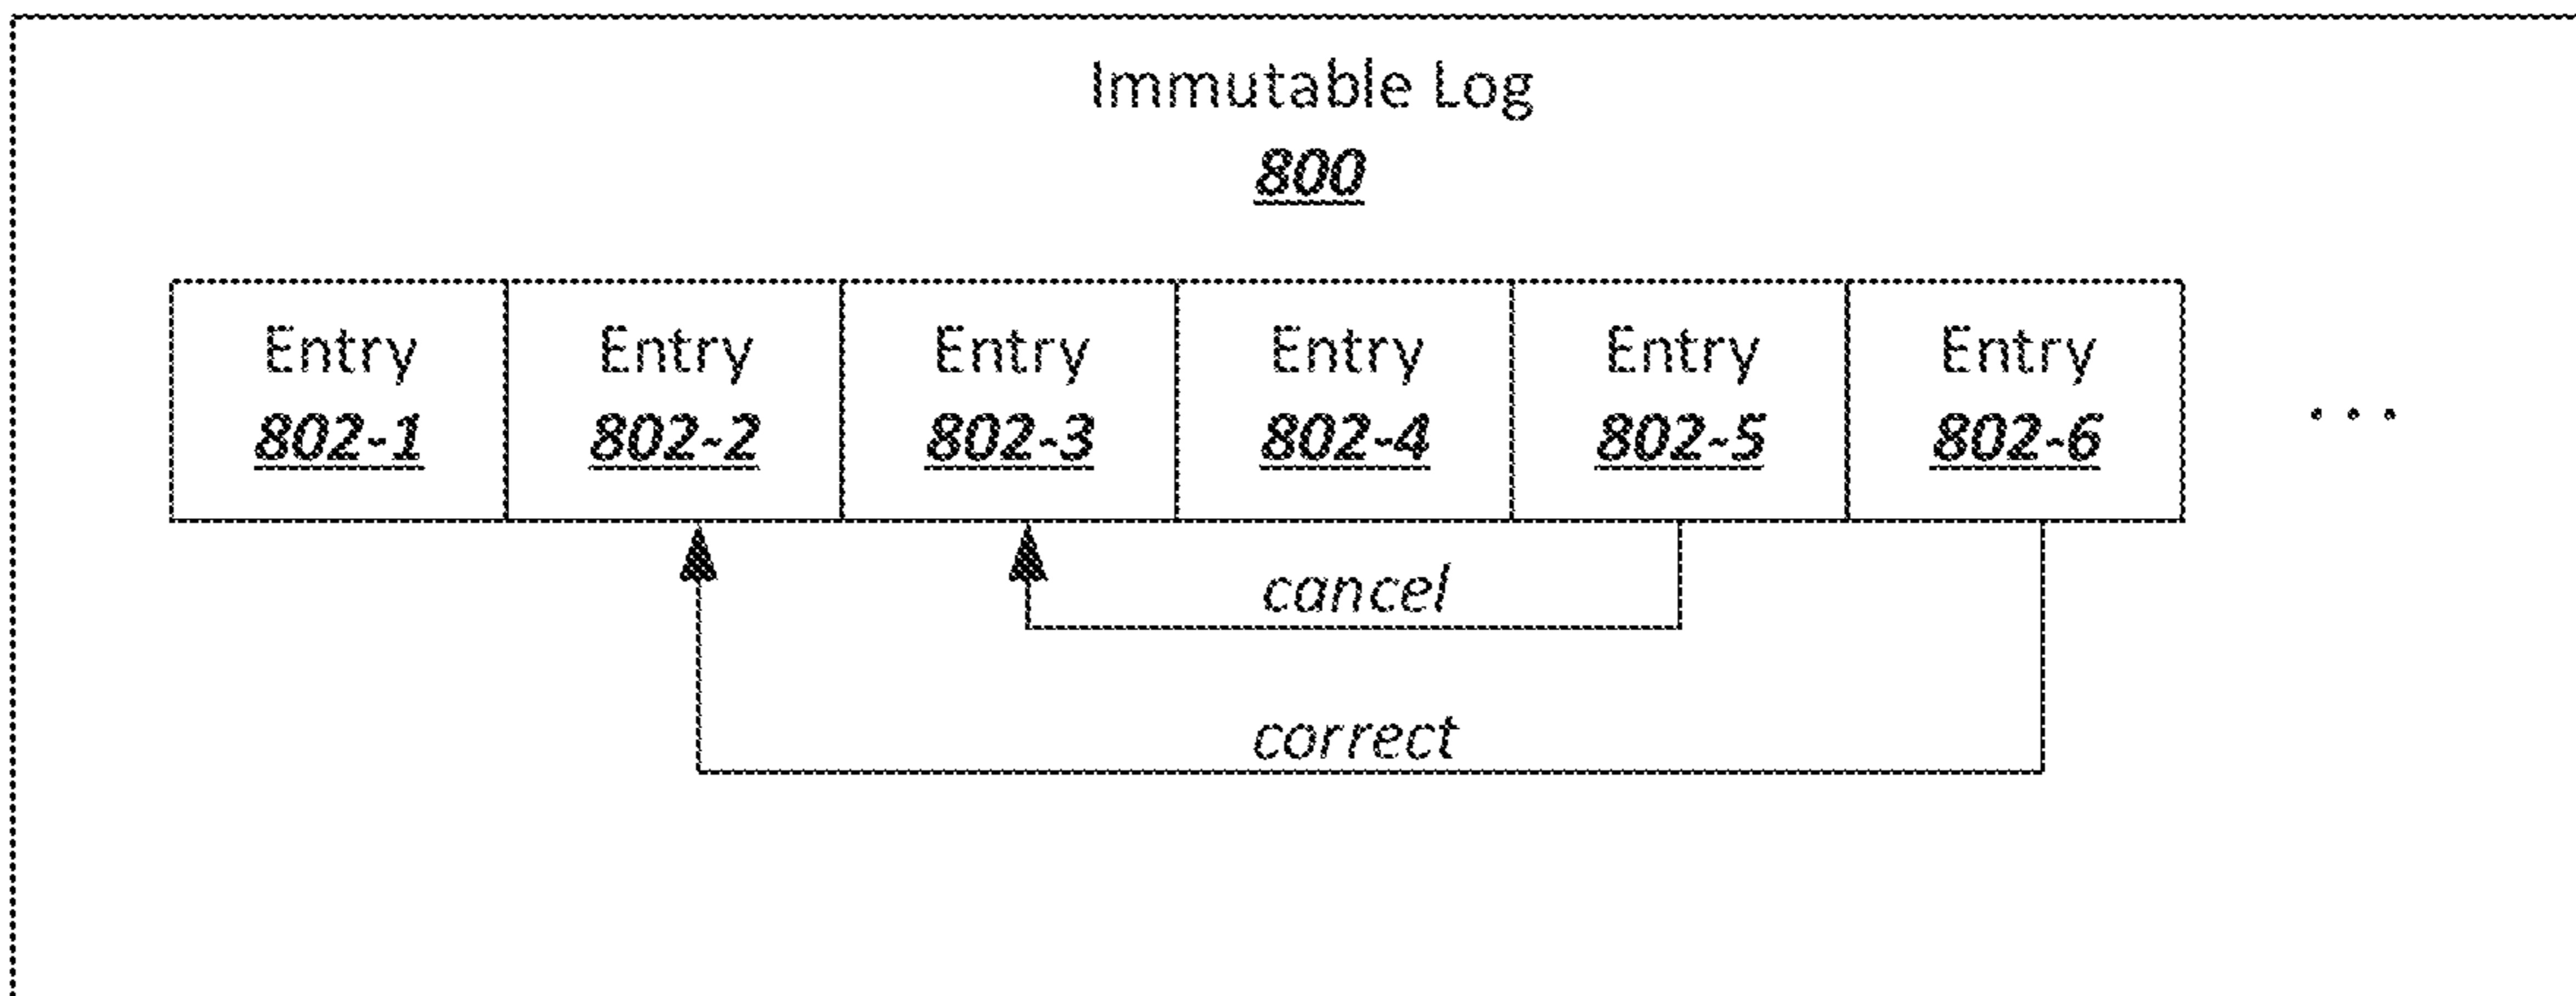 Immutable Log
800
Entry Entry Entry Entry Entry Entry
802-1 802-2 802-3 802-4 802-5 802-6
...
cancel
correct